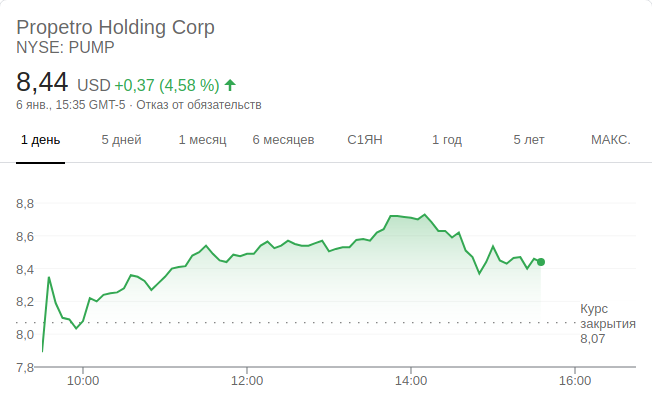 Propetro Holding Corp
NYSE: PUMP
8,44 USD +0,37 (4,58 %)
6 янв., 15:35 GMT-5 · Отказ от обязательств
1 день 5 дней 1 месяц 6 месяцев С1ЯН 1 год 5 лет МАКС.
8,8
8,6
8,4
8,2
8,0
7,8
Курс
закрытия
8,07
10:00 12:00 14:00 16:00